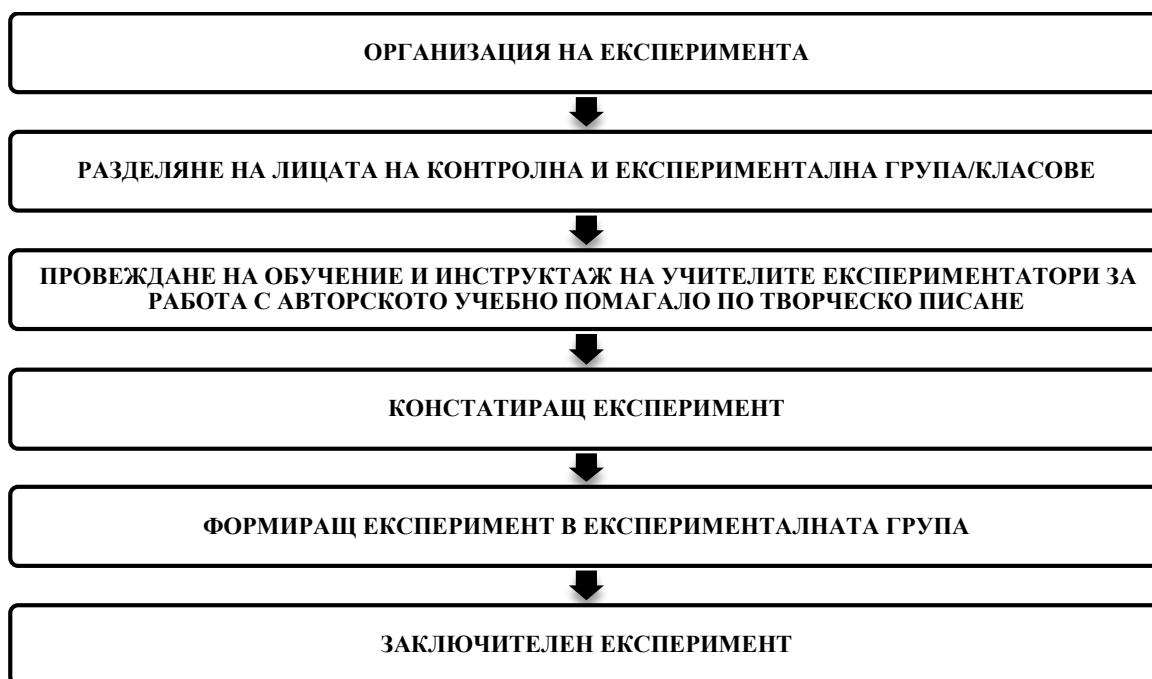 ОРГАНИЗАЦИЯ НА ЕКСПЕРИМЕНТА
РАЗДЕЛЯНЕ НА ЛИЦАТА НА КОНТРОЛНА И ЕКСПЕРИМЕНТАЛНА ГРУПА/КЛАСОВЕ
ПРОВЕЖДАНЕ НА ОБУЧЕНИЕ И ИНСТРУКТАЖ НА УЧИТЕЛИТЕ ЕКСПЕРИМЕНТАТОРИ ЗА
РАБОТА С АВТОРСКОТО УЧЕБНО ПОМАГАЛО ПО ТВОРЧЕСКО ПИСАНЕ
КОНСТАТИРАЩ ЕКСПЕРИМЕНТ
ФОРМИРАЩ ЕКСПЕРИМЕНТ В ЕКСПЕРИМЕНТАЛНАТА ГРУПА
ЗАКЛЮЧИТЕЛЕН ЕКСПЕРИМЕНТ